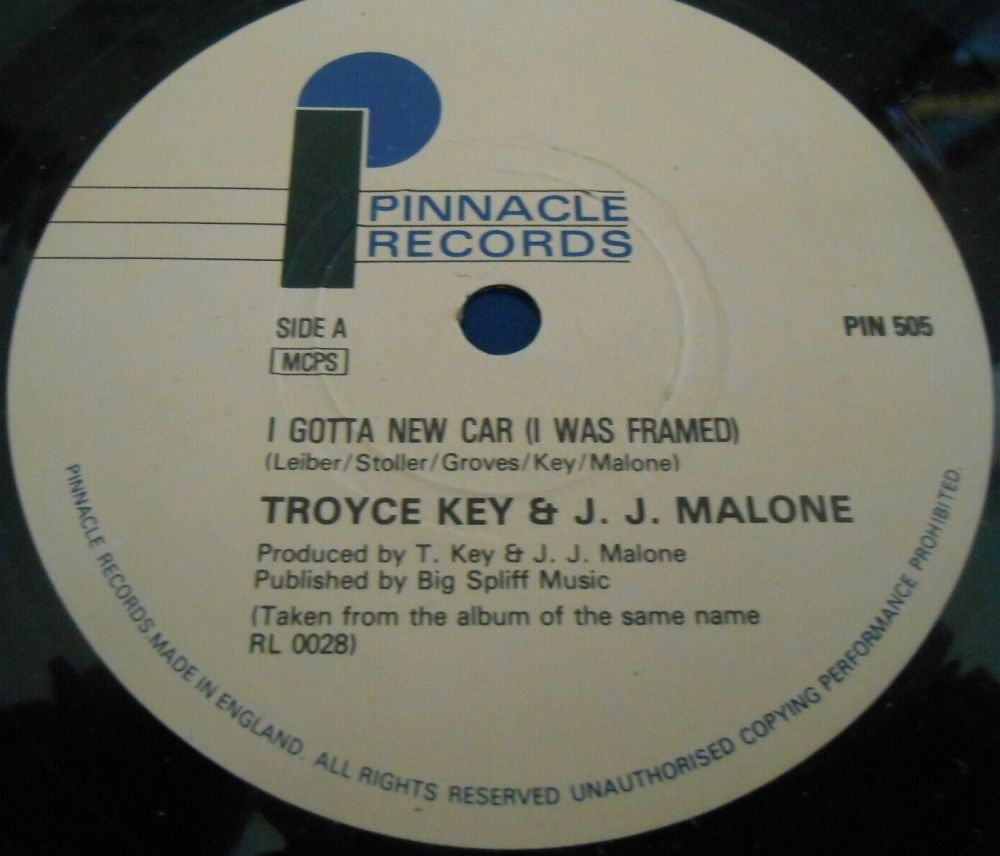 PINNACLE
RECORDS
SIDE A
MCPS
PIN 505
I GOTTA NEW CAR (I WAS FRAMED)
(Leiber/Stoller/Groves/Key/Malone)
TROYCE KEY & J. J. MALONE
Produced by T. Key & J. J. Malone
Published by Big Spliff Music
(Taken from the album of the same name
RL 0028)
PINNACLE RECORDS.MADE IN ENGLAND. ALL RIGHTS RESERVED UNAUTHORISED COPYING PERFORMANCE PROHIBITED.